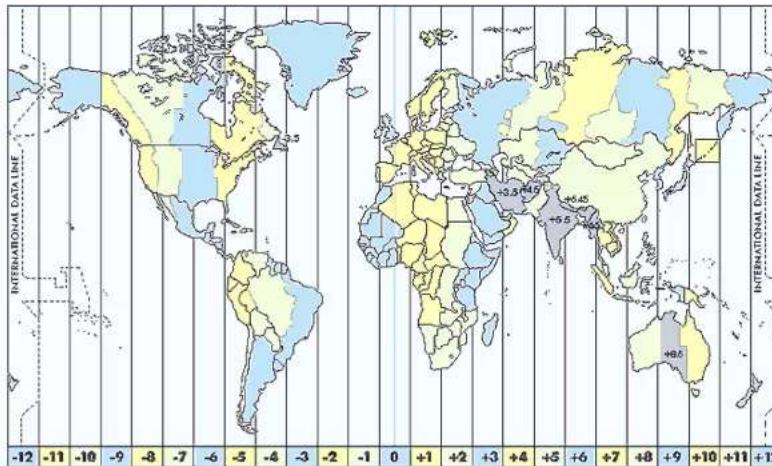 -3.5
+3.5
+4.5
+5.45
+5.5
INTERNATIONAL DATA LINE
INTERNATIONAL DATA LINE
+9.5
-12 -11 -10 -9 -8 -7 -6 -5 -4 -3 -2 -1 0 +1 +2 +3 +4 +5 +6 +7 +8 +9 +10 +11